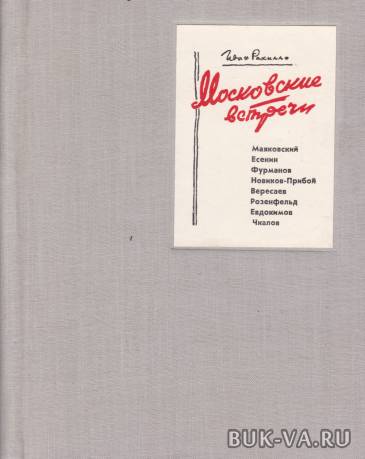 Иван Рахилло
Московские
встречи
Маяковский
Есенин
Фурманов
Новиков-Прибой
Вересаев
Розенфельд
Евдокимов
Чкалов
BUK-VA.RU